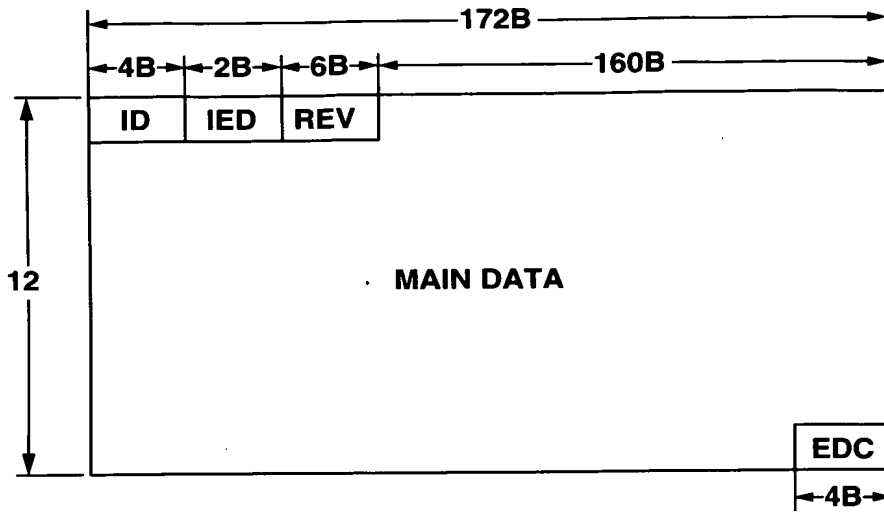 172B
4B 2B 6B 160B
ID IED REV
12
MAIN DATA
EDC
4B